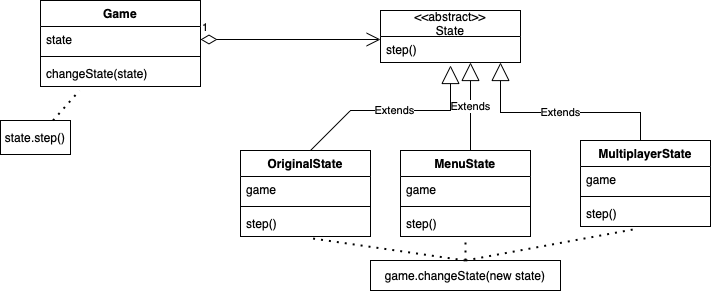 Game
state
changeState(state)
state.step()
1
<<abstract>>
State
step()
Extends
Extends
Extends
OriginalState
game
step()
MenuState
game
step()
MultiplayerState
game
step()
game.changeState(new state)